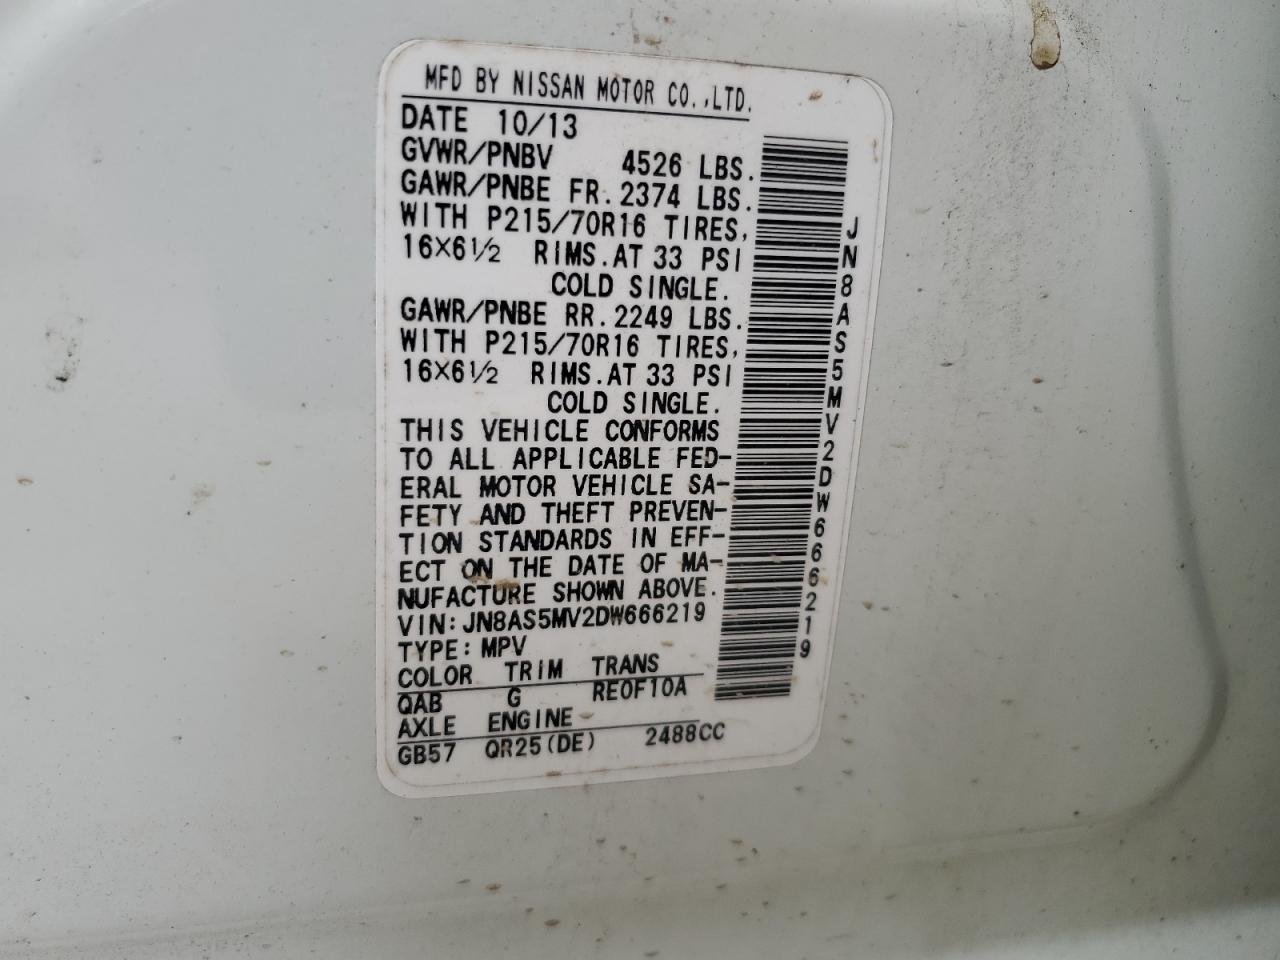 MFD BY NISSAN MOTOR CO.,LTD.
DATE 10/13
GVWR/PNBV 4526 LBS.
GAWR/PNBE FR. 2374 LBS.
WITH P215/70R16 TIRES,
16×6½ RIMS. AT 33 PSI
COLD SINGLE.
GAWR/PNBE RR. 2249 LBS.
WITH P215/70R16 TIRES,
16×6½ RIMS. AT 33 PSI
COLD SINGLE.
THIS VEHICLE CONFORMS
TO ALL APPLICABLE FED-
ERAL MOTOR VEHICLE SA-
FETY AND THEFT PREVEN-
TION STANDARDS IN EFF-
ECT ON THE DATE OF MA-
NUFACTURE SHOWN ABOVE.
VIN: JN8AS5MV2DW666219
TYPE: MPV
COLOR TRIM TRANS
QAB G RE0F10A
AXLE ENGINE
GB57 QR25(DE) 2488CC
JN8AS5MV2DW666219